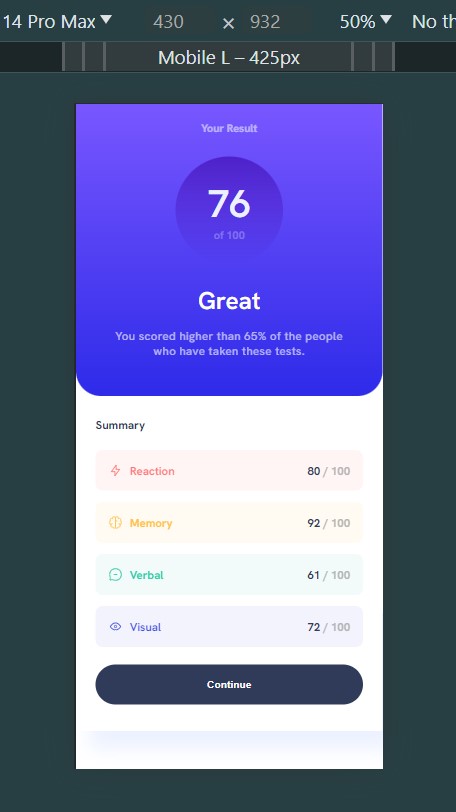 14 Pro Max ▼ 430 × 932 50% ▼ No th
Mobile L – 425px
Your Result
76
of 100
Great
You scored higher than 65% of the people
who have taken these tests.
Summary
Reaction 80 / 100
Memory 92 / 100
Verbal 61 / 100
Visual 72 / 100
Continue